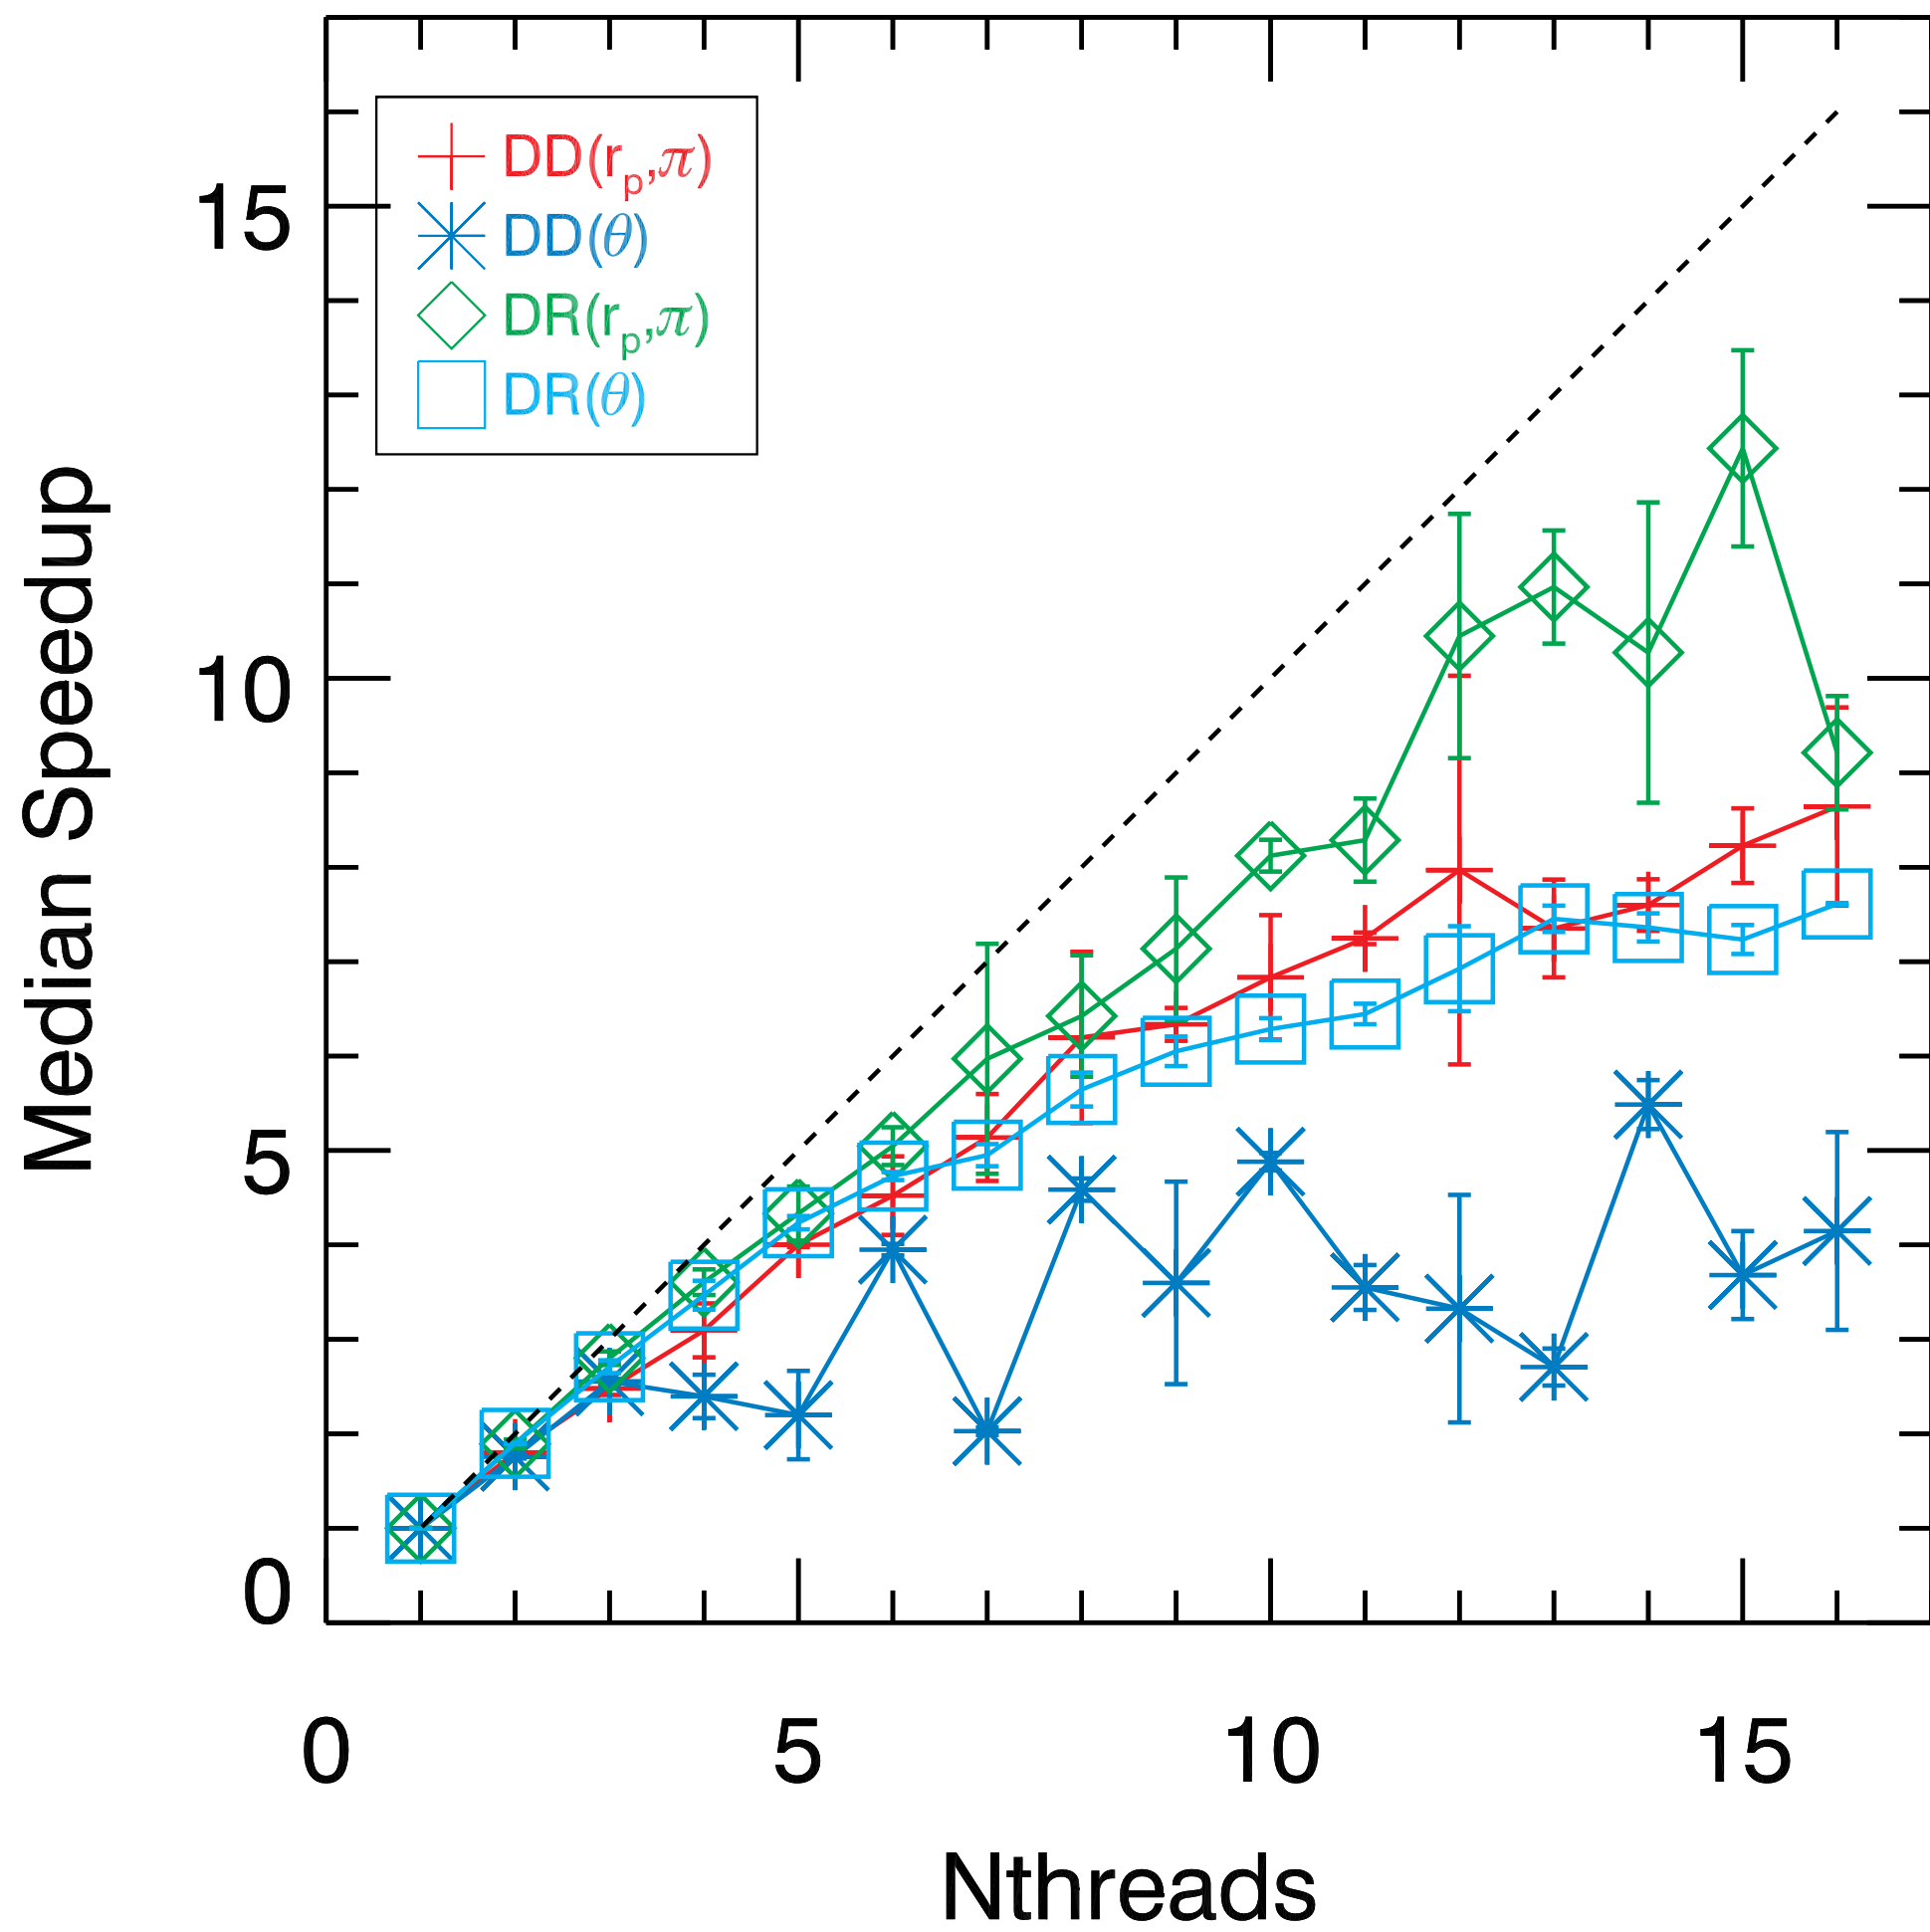 DD(rp,π)
DD(θ)
DR(rp,π)
DR(θ)
Median Speedup
15
10
5
0
0 5 10 15
Nthreads